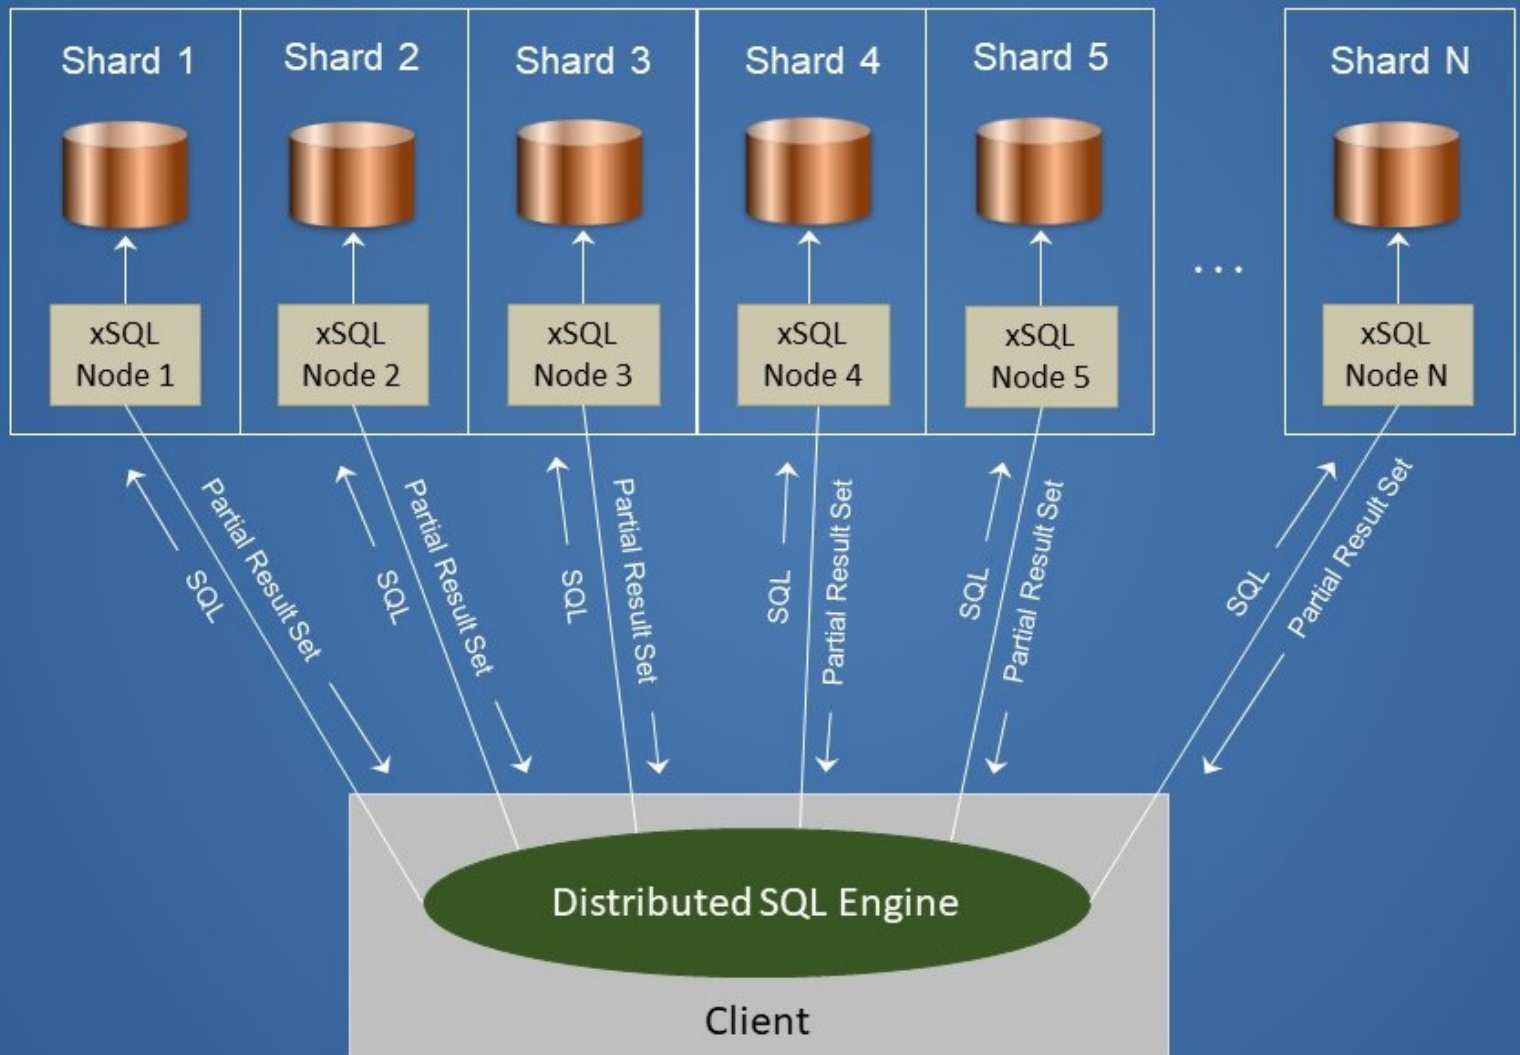 Shard 1
Shard 2
Shard 3
Shard 4
Shard 5
Shard N
...
xSQL
Node 1
xSQL
Node 2
xSQL
Node 3
xSQL
Node 4
xSQL
Node 5
xSQL
Node N
SQL
Partial Result Set
SQL
Partial Result Set
SQL
Partial Result Set
SQL
Partial Result Set
SQL
Partial Result Set
SQL
Partial Result Set
Distributed SQL Engine
Client